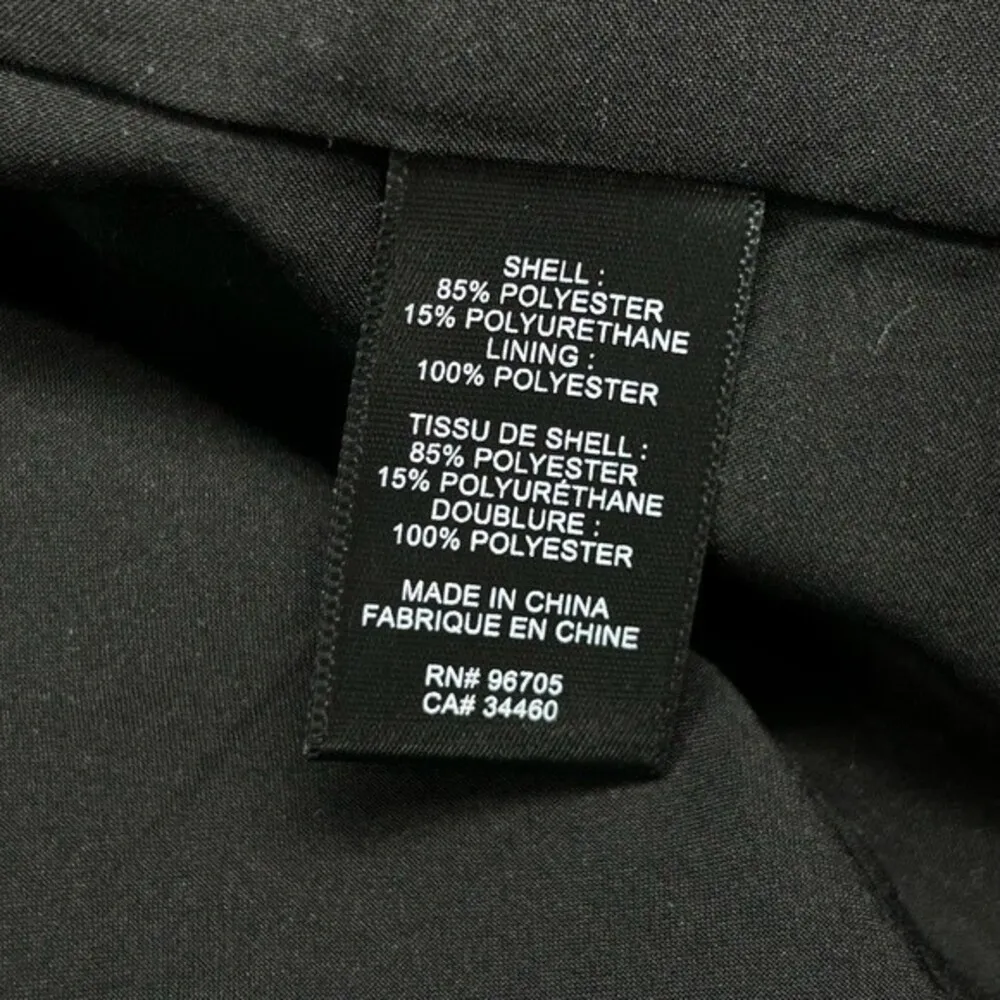 SHELL :
85% POLYESTER
15% POLYURETHANE
LINING :
100% POLYESTER
TISSU DE SHELL :
85% POLYESTER
15% POLYURÉTHANE
DOUBLURE :
100% POLYESTER
MADE IN CHINA
FABRIQUE EN CHINE
RN# 96705
CA# 34460